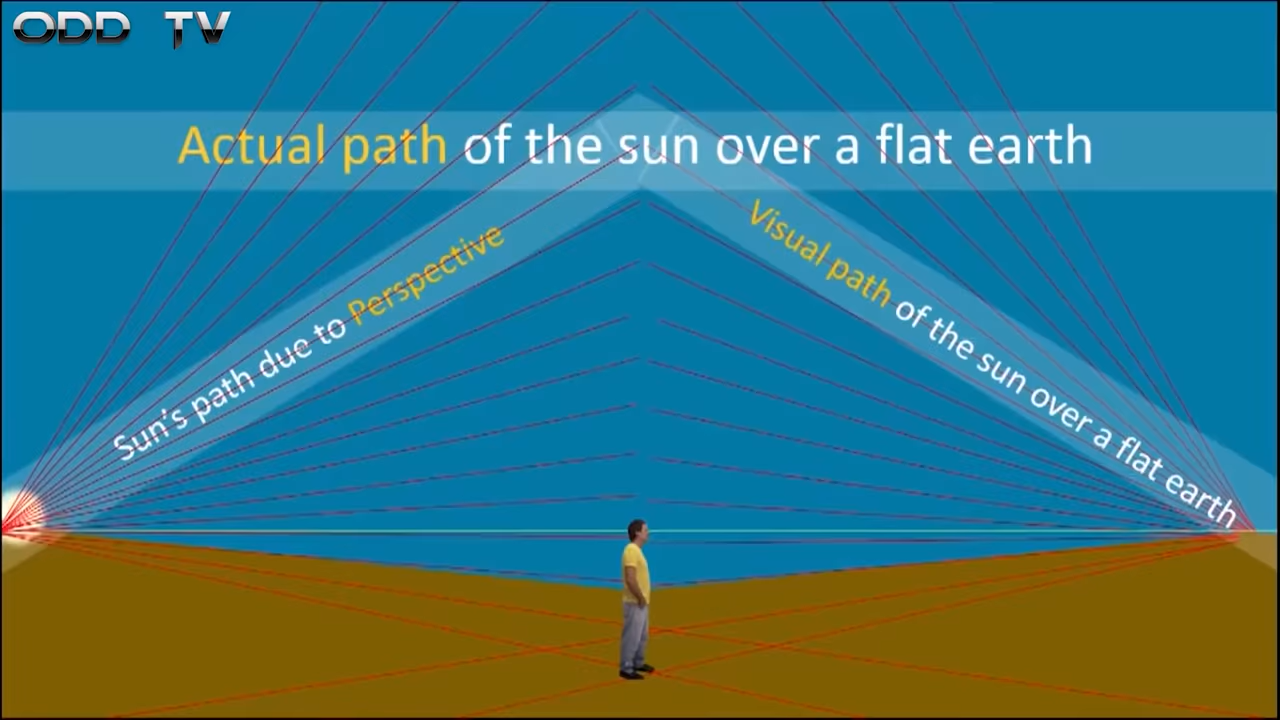 ODD TV
Actual path of the sun over a flat earth
Sun's path due to Perspective
Visual path of the sun over a flat earth